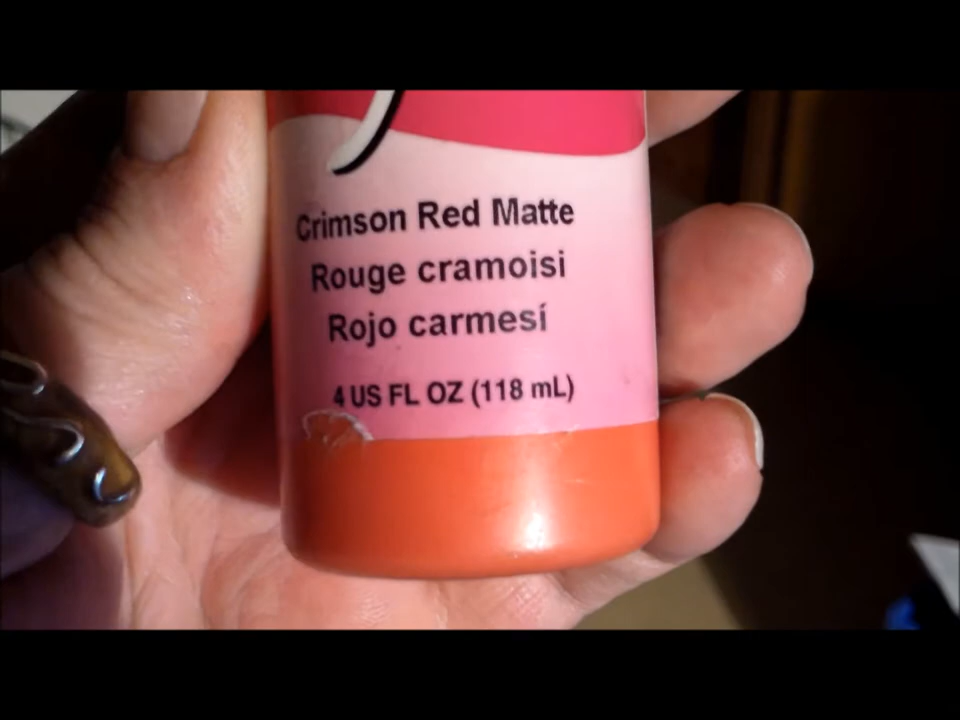 Crimson Red Matte
Rouge cramoisi
Rojo carmesí
4 US FL OZ (118 mL)